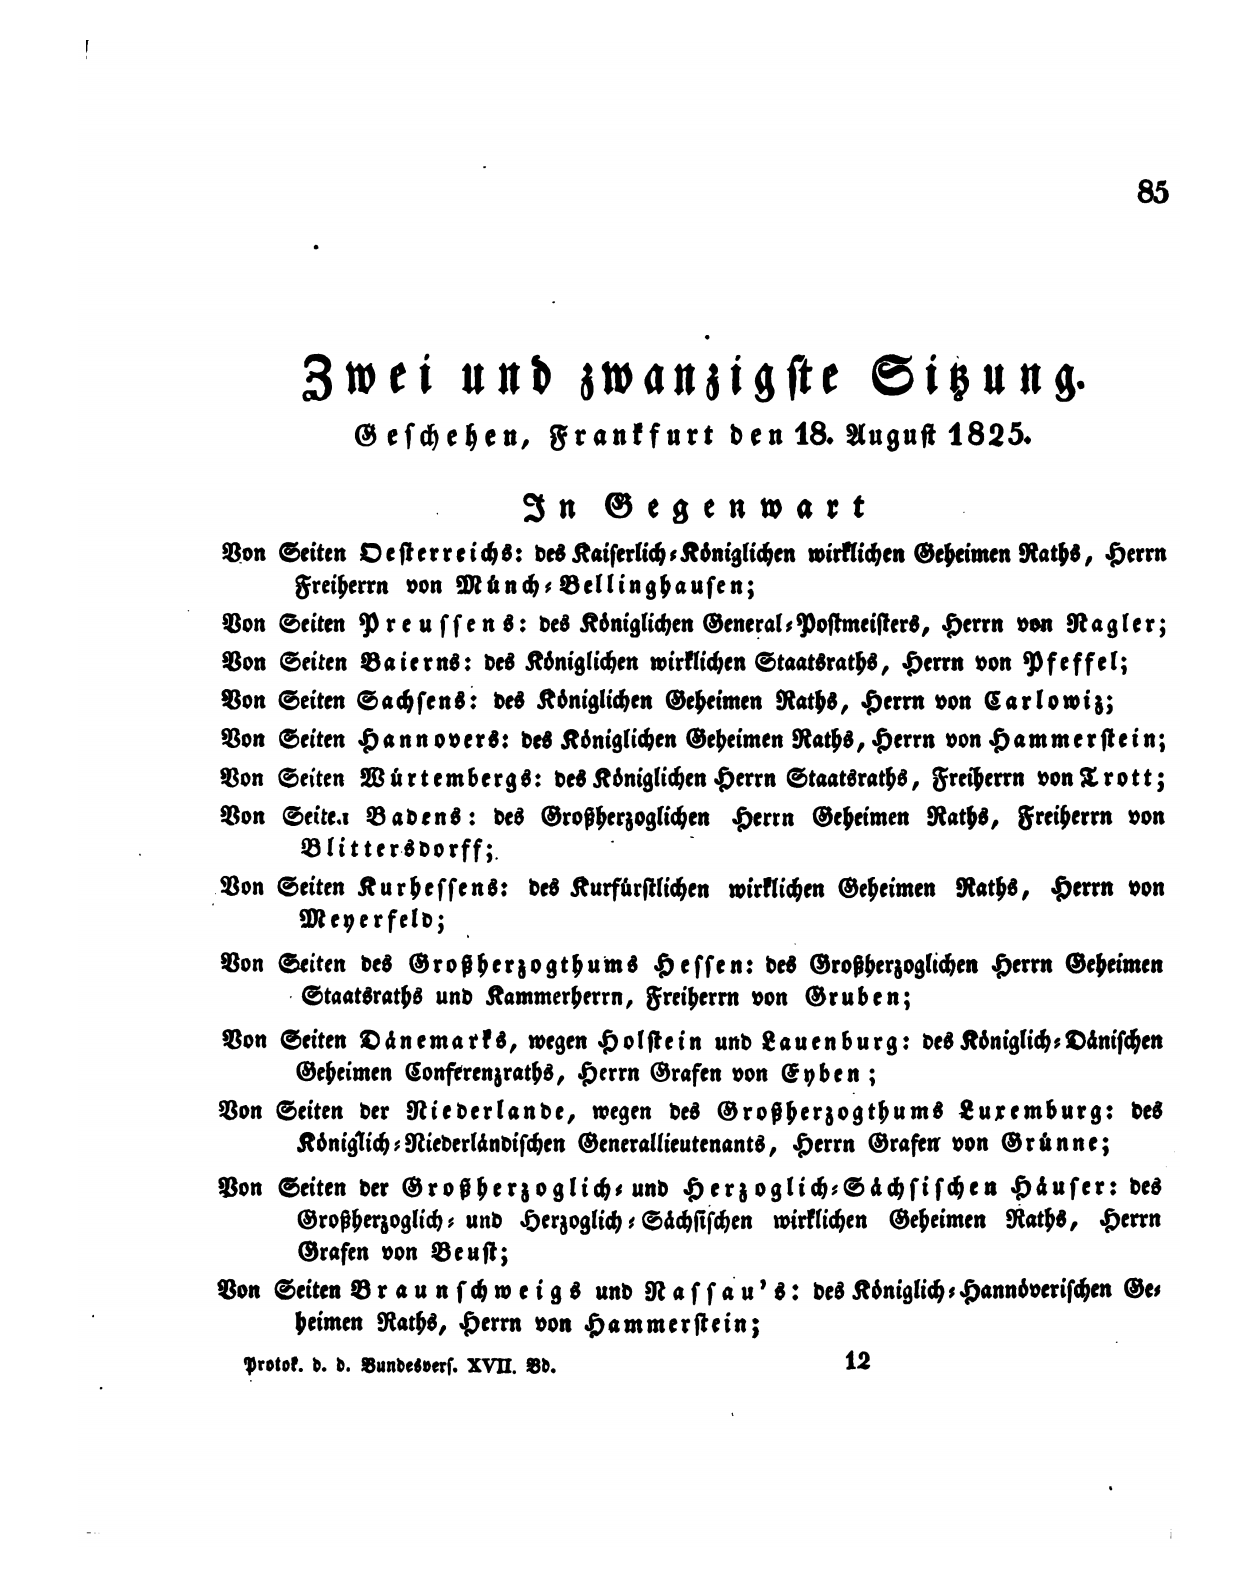 85
Zwei und zwanzigste Sitzung.
Geschehen, Frankfurt den 18. August 1825.
In Gegenwart
Von Seiten Oesterreichs: des Kaiserlich-Königlichen wirklichen Geheimen Raths, Herrn
Freiherrn von Münch-Bellinghausen;
Von Seiten Preussens: des Königlichen General-Postmeisters, Herrn von Nagler;
Von Seiten Baierns: des Königlichen wirklichen Staatsraths, Herrn von Pfeffel;
Von Seiten Sachsens: des Königlichen Geheimen Raths, Herrn von Carlowiz;
Von Seiten Hannovers: des Königlichen Geheimen Raths, Herrn von Hammerstein;
Von Seiten Würtembergs: des Königlichen Herrn Staatsraths, Freiherrn von Trott;
Von Seiten Badens: des Großherzoglichen Herrn Geheimen Raths, Freiherrn von
Blittersdorff;
Von Seiten Kurhessens: des Kurfürstlichen wirklichen Geheimen Raths, Herrn von
Meyerfeld;
Von Seiten des Großherzogthums Hessen: des Großherzoglichen Herrn Geheimen
Staatsraths und Kammerherrn, Freiherrn von Gruben;
Von Seiten Dänemarks, wegen Holstein und Lauenburg: des Königlich-Dänischen
Geheimen Conferenzraths, Herrn Grafen von Eyben;
Von Seiten der Niederlande, wegen des Großherzogthums Luxemburg: des
Königlich-Niederländischen Generallieutenants, Herrn Grafen von Grünne;
Von Seiten der Großherzoglich- und Herzoglich-Sächsischen Häuser: des
Großherzoglich- und Herzoglich-Sächsischen wirklichen Geheimen Raths, Herrn
Grafen von Beust;
Von Seiten Braunschweigs und Nassau's: des Königlich-Hannöverischen Ge-
heimen Raths, Herrn von Hammerstein;
Protok. d. d. Bundesvers. XVII. Bd. 12